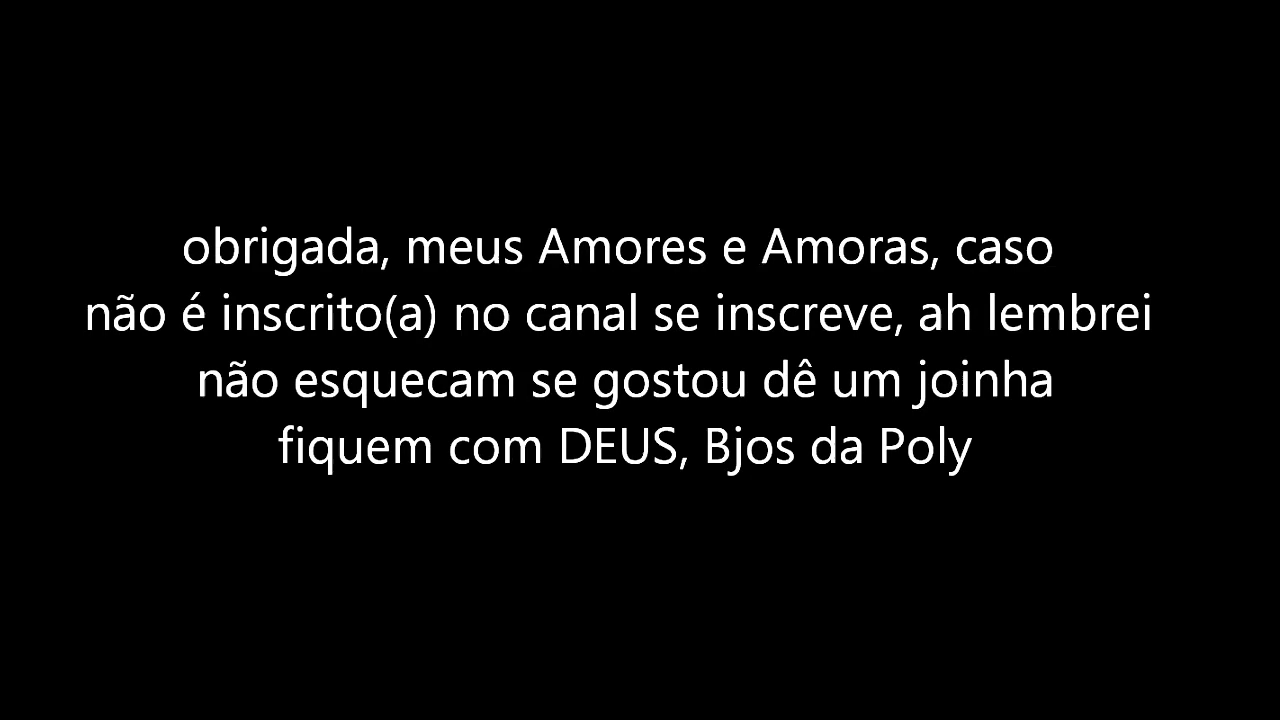 obrigada, meus Amores e Amoras, caso
não é inscrito(a) no canal se inscreve, ah lembrei
não esquecam se gostou dê um joinha
fiquem com DEUS, Bjos da Poly